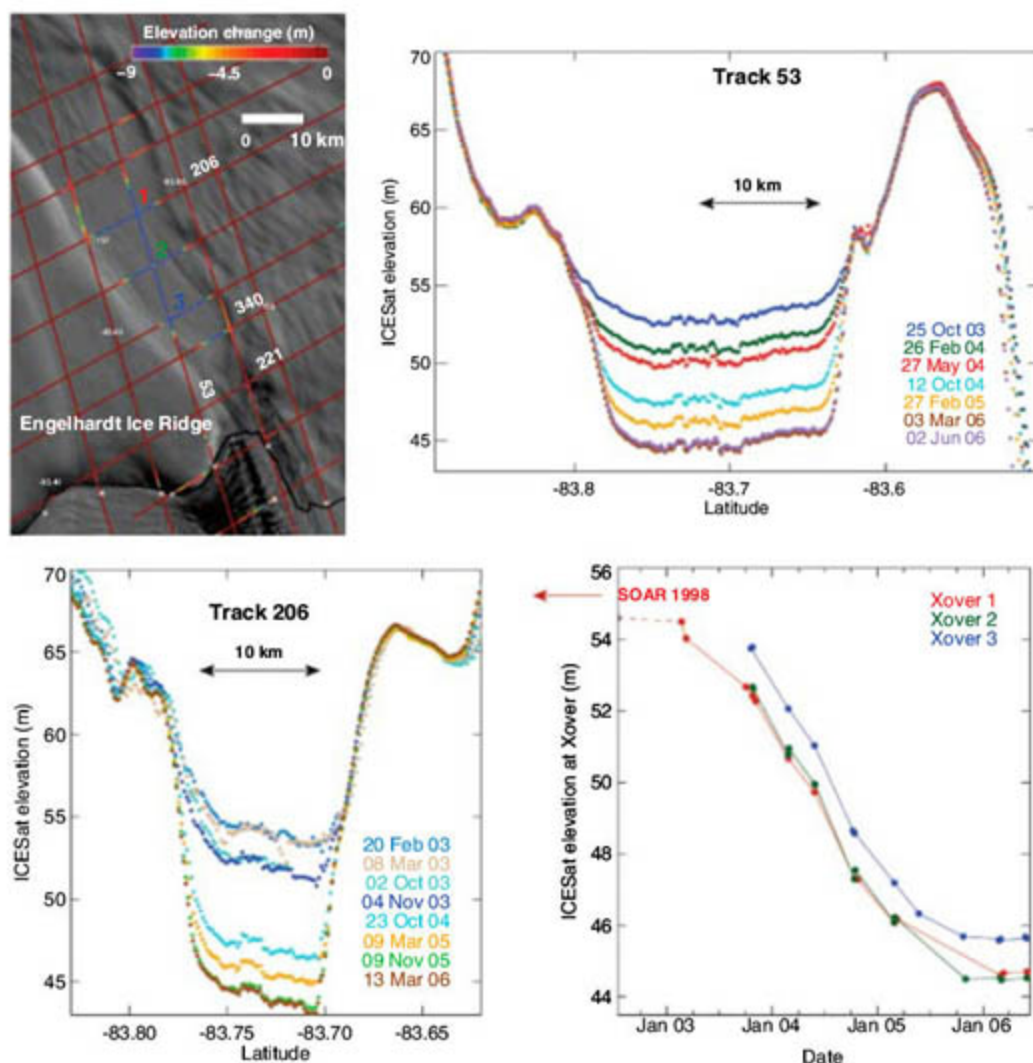 Elevation change (m)
-9 -4.5 0
0 10 km
206
1
2
3
340
221
53
Engelhardt Ice Ridge
Track 53
ICESat elevation (m)
70
65
60
55
50
45
10 km
25 Oct 03
26 Feb 04
27 May 04
12 Oct 04
27 Feb 05
03 Mar 06
02 Jun 06
-83.8 -83.7 -83.6
Latitude
Track 206
ICESat elevation (m)
70
65
60
55
50
45
10 km
20 Feb 03
08 Mar 03
02 Oct 03
04 Nov 03
23 Oct 04
09 Mar 05
09 Nov 05
13 Mar 06
-83.80 -83.75 -83.70 -83.65
Latitude
SOAR 1998
Xover 1
Xover 2
Xover 3
ICESat elevation at Xover (m)
56
54
52
50
48
46
44
Jan 03 Jan 04 Jan 05 Jan 06
Date